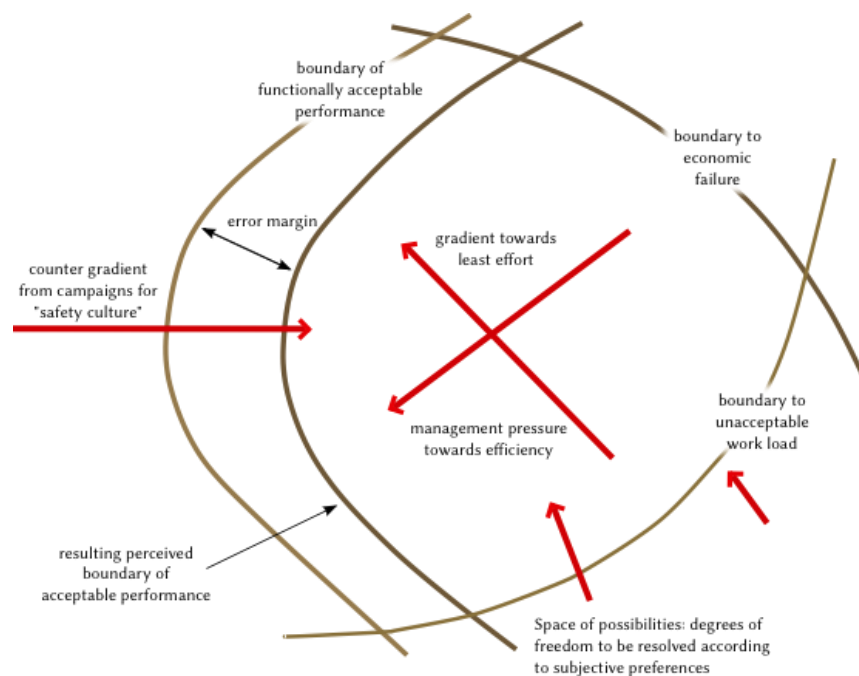 boundary of
functionally acceptable
performance
boundary to
economic
failure
error margin
gradient towards
least effort
counter gradient
from campaigns for
"safety culture"
boundary to
unacceptable
work load
management pressure
towards efficiency
resulting perceived
boundary of
acceptable performance
Space of possibilities: degrees of
freedom to be resolved according
to subjective preferences